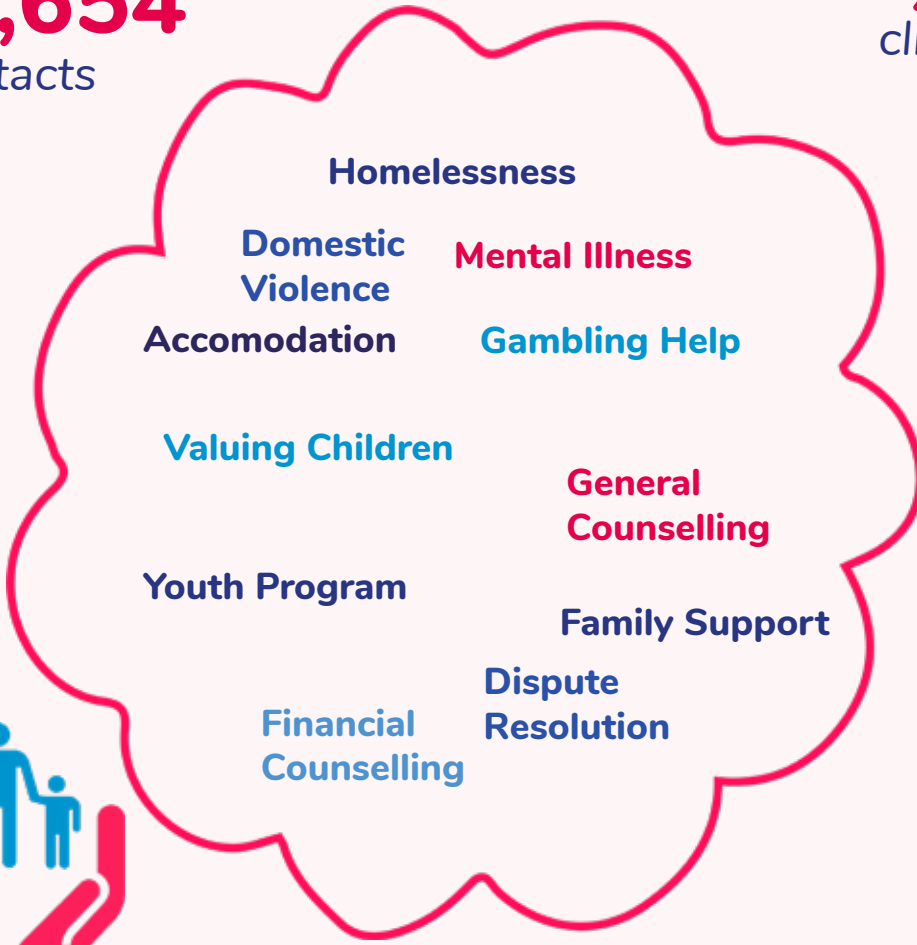 ,654
tacts
Homelessness
Domestic
Violence
Mental Illness
Accomodation
Gambling Help
Valuing Children
General
Counselling
Youth Program
Family Support
Dispute
Resolution
Financial
Counselling